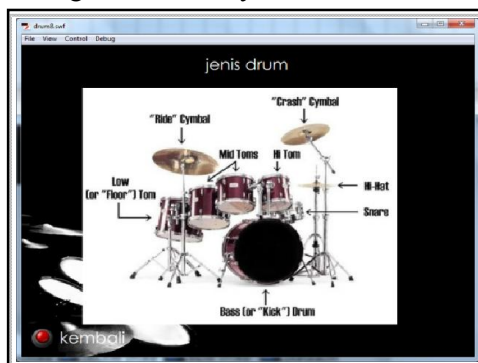 drum8.swf
File View Control Debug
jenis drum
"Crash" Cymbal
"Ride" Cymbal
Mid Toms
Hi Tom
Low
(or "Floor") Tom
Hi-Hat
Snare
Bass (or "Kick") Drum
kembali